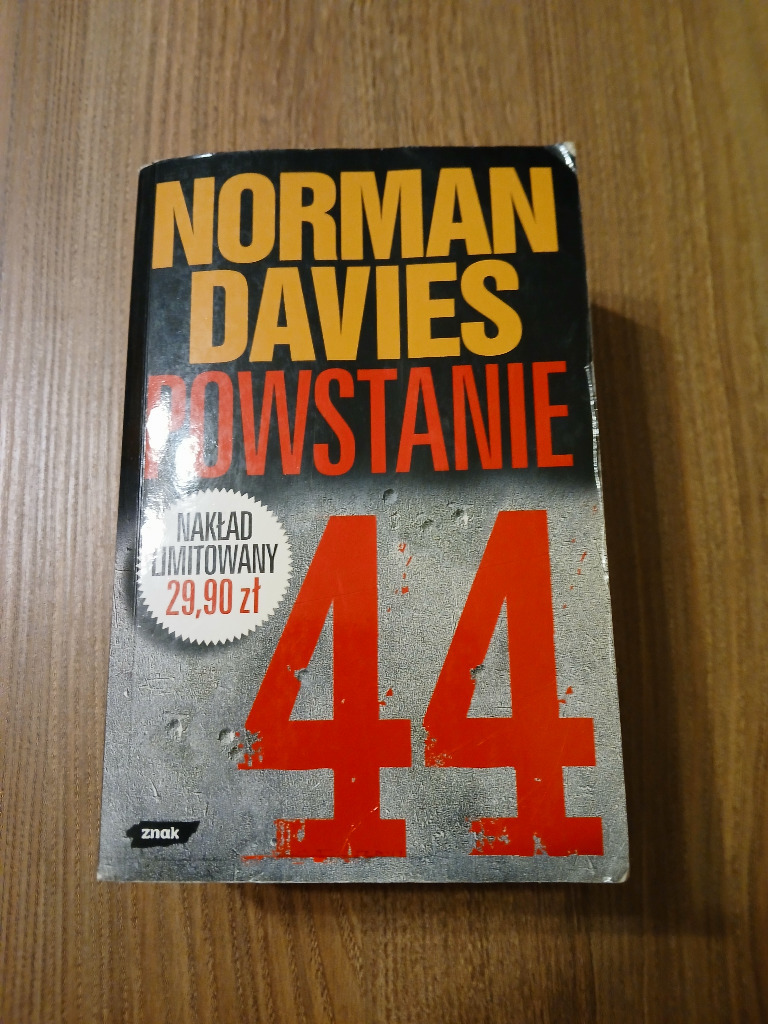 NORMAN
DAVIES
POWSTANIE
44
NAKŁAD
LIMITOWANY
29,90 zł
znak